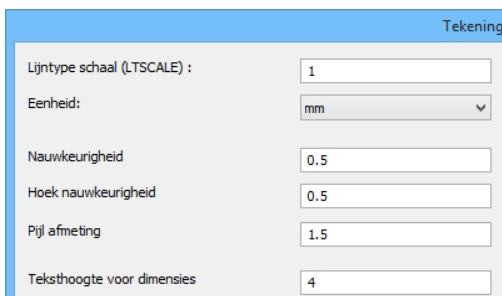 Tekening
Lijntype schaal (LTSCALE) : 1
Eenheid: mm
Nauwkeurigheid 0.5
Hoek nauwkeurigheid 0.5
Pijl afmeting 1.5
Teksthoogte voor dimensies 4